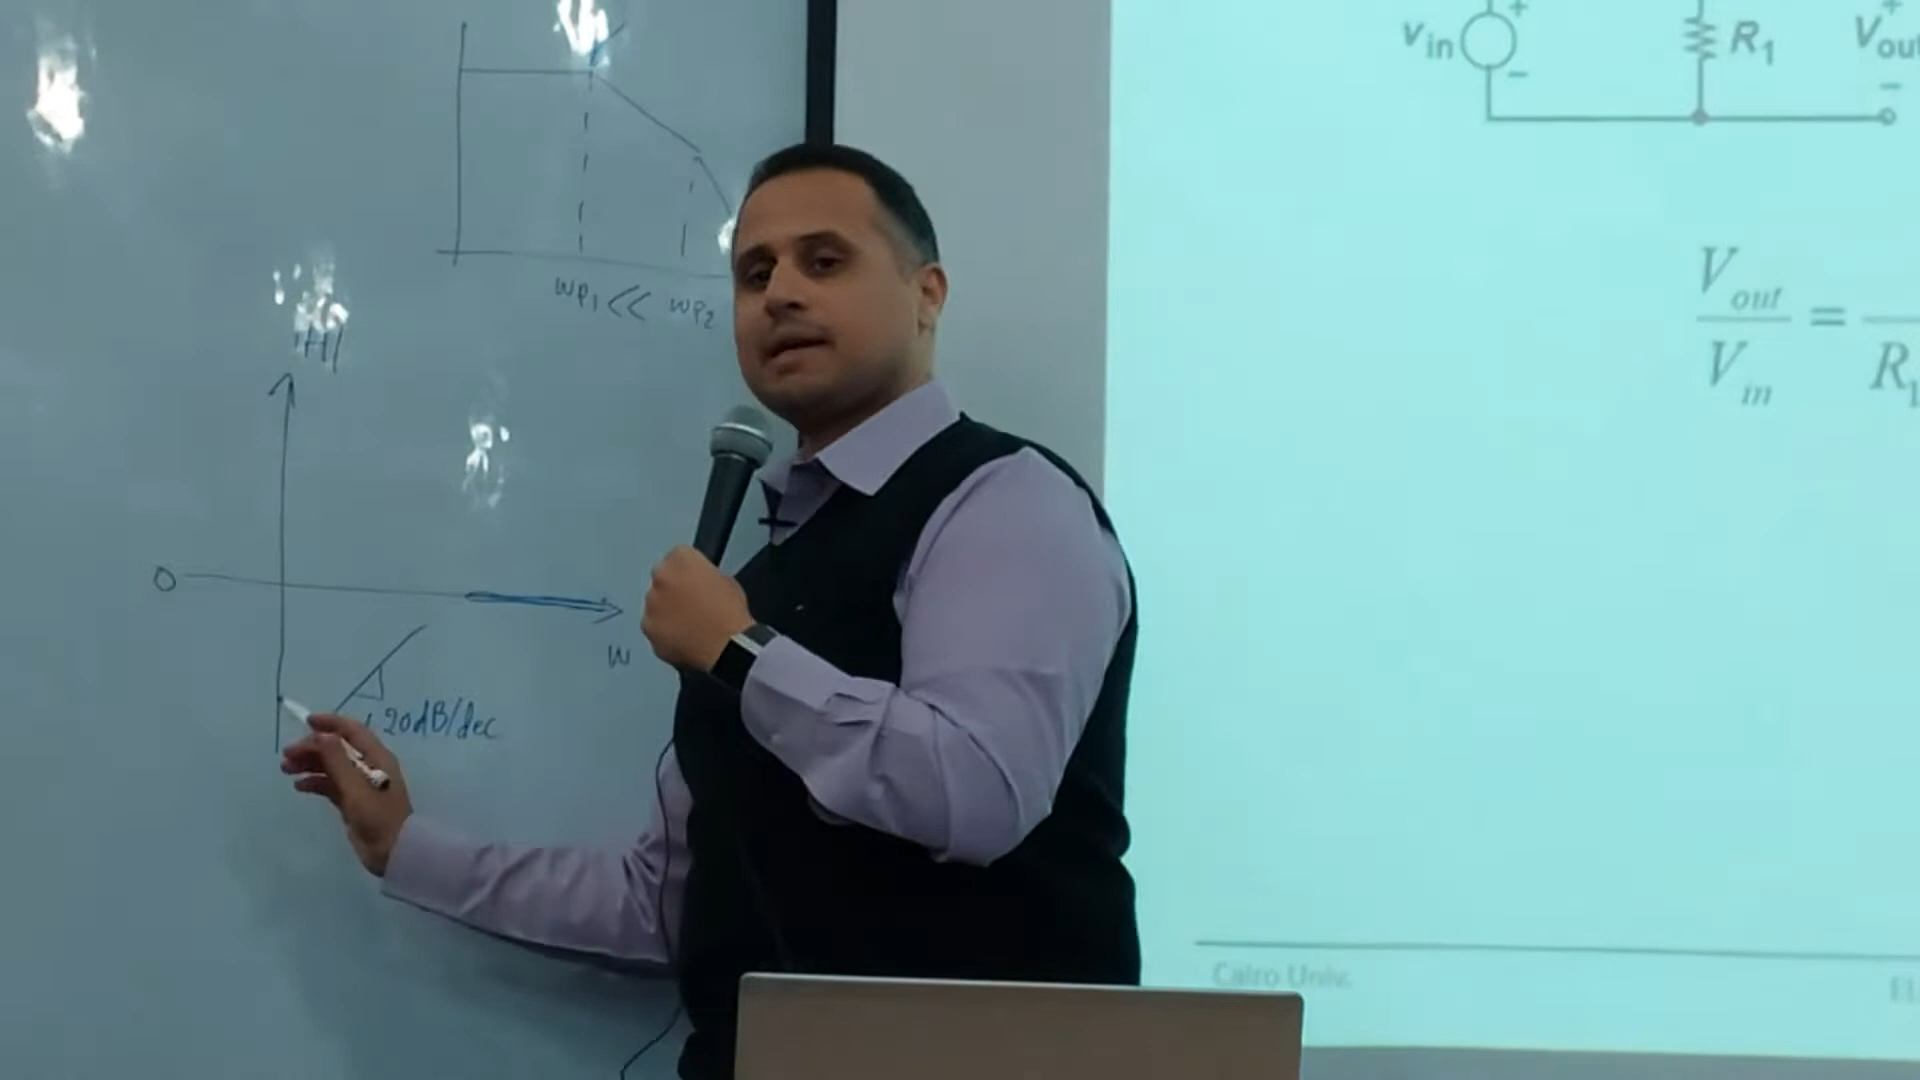 ωp1 << ωp2
|H|
0
w
+20dB/dec
vin + −
R1
Vout + −
Vout
Vin
=
R1
Cairo Univ.